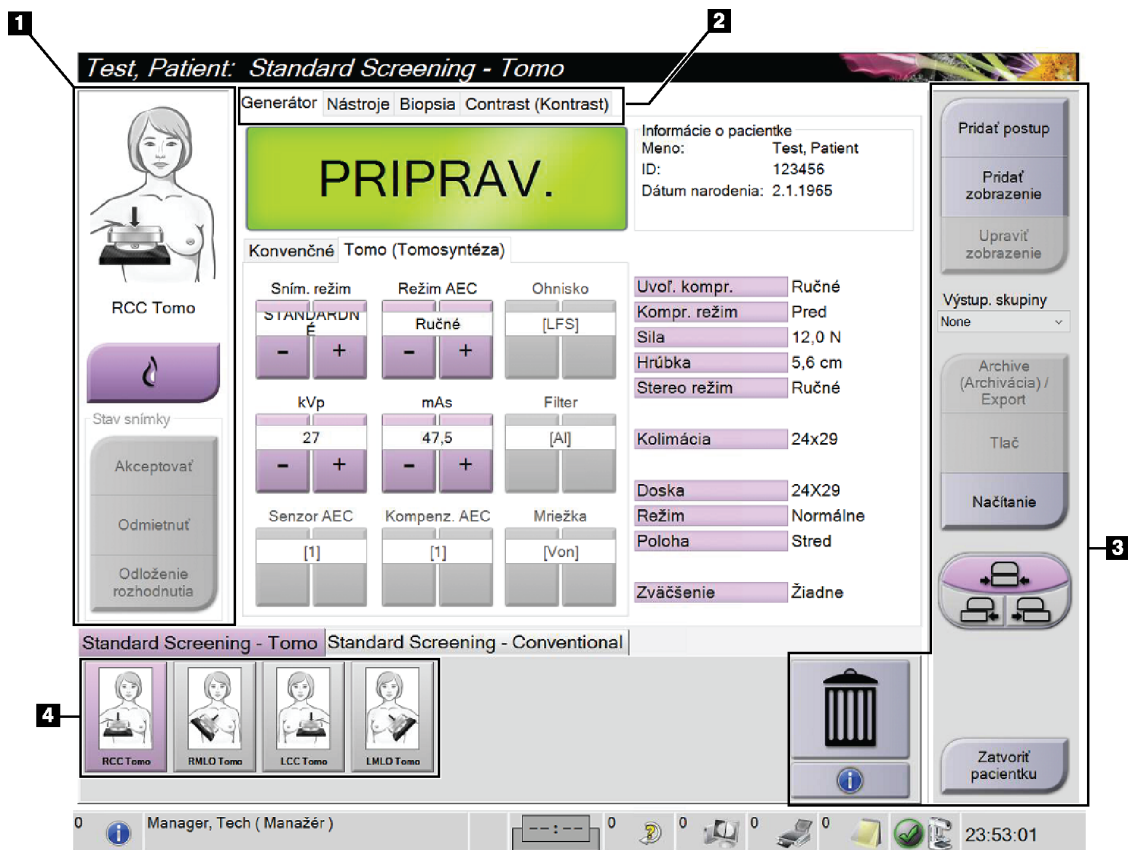 1
2
Test, Patient: Standard Screening - Tomo
Generátor Nástroje Biopsia Contrast (Kontrast)
PRIPRAV.
Informácie o pacientke
Meno: Test, Patient
ID: 123456
Dátum narodenia: 2.1.1965
RCC Tomo
Stav snímky
Akceptovať
Odmietnuť
Odloženie
rozhodnutia
Konvenčné Tomo (Tomosyntéza)
Sním. režim Režim AEC Ohnisko
STANDARDN
É
Ručné [LFS]
- + - +
kVp mAs Filter
27 47,5 [Al]
- + - +
Senzor AEC Kompenz. AEC Mriežka
[1] [1] [Von]
Uvoľ. kompr. Ručné
Kompr. režim Pred
Sila 12,0 N
Hrúbka 5,6 cm
Stereo režim Ručné
Kolimácia 24x29
Doska 24X29
Režim Normálne
Poloha Stred
Zväčšenie Žiadne
Pridať postup
Pridať
zobrazenie
Upraviť
zobrazenie
Výstup. skupiny
None
Archive
(Archivácia) /
Export
Tlač
Načítanie
3
Zatvoriť
pacientku
Standard Screening - Tomo Standard Screening - Conventional
4
RCC Tomo RMLO Tomo LCC Tomo LMLO Tomo
0 Manager, Tech ( Manažér ) --:-- 0 0 0 0 23:53:01